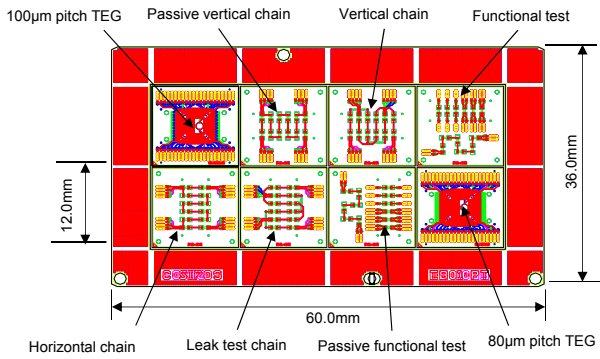 100µm pitch TEG
Passive vertical chain
Vertical chain
Functional test
12.0mm
36.0mm
60.0mm
Horizontal chain
Leak test chain
Passive functional test
80µm pitch TEG